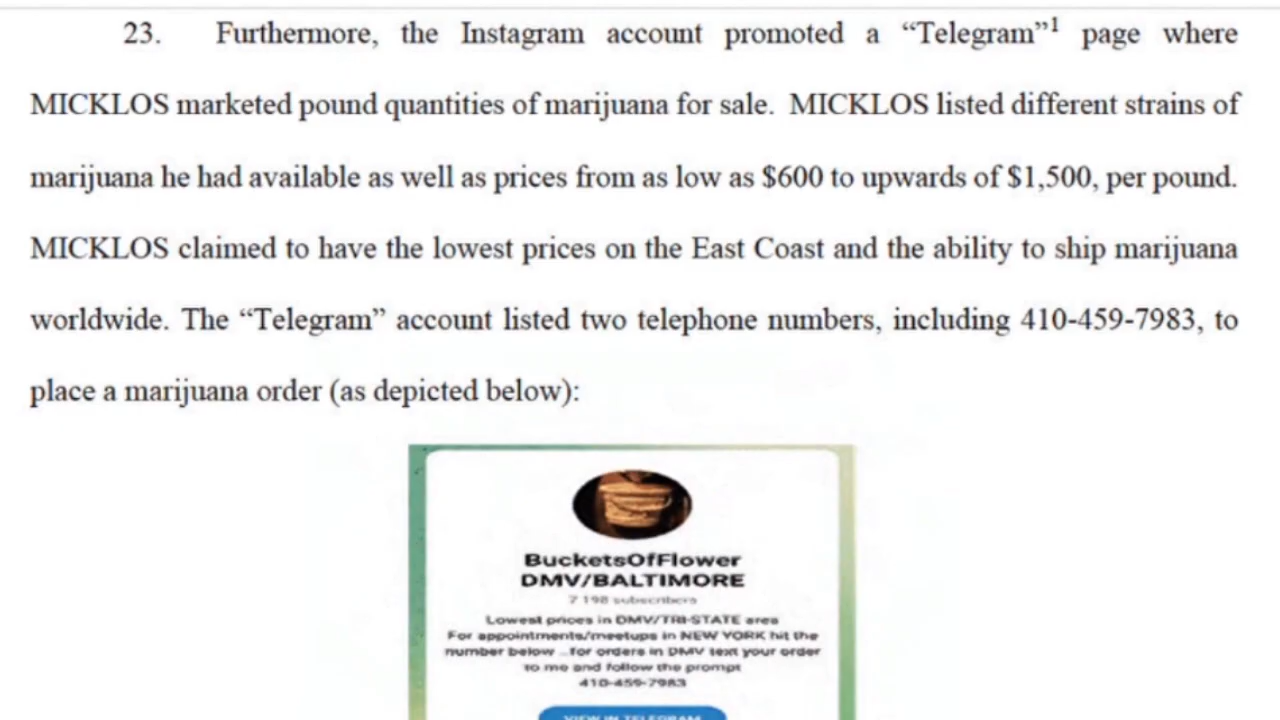 23. Furthermore, the Instagram account promoted a “Telegram”¹ page where
MICKLOS marketed pound quantities of marijuana for sale. MICKLOS listed different strains of
marijuana he had available as well as prices from as low as $600 to upwards of $1,500, per pound.
MICKLOS claimed to have the lowest prices on the East Coast and the ability to ship marijuana
worldwide. The “Telegram” account listed two telephone numbers, including 410-459-7983, to
place a marijuana order (as depicted below):
BucketsOfFlower
DMV/BALTIMORE
7 198 subscribers
Lowest prices in DMV/TRI-STATE area
For appointments/meetups in NEW YORK hit the
number below ...for orders in DMV text your order
to me and follow the prompt
410-459-7983
VIEW IN TELEGRAM